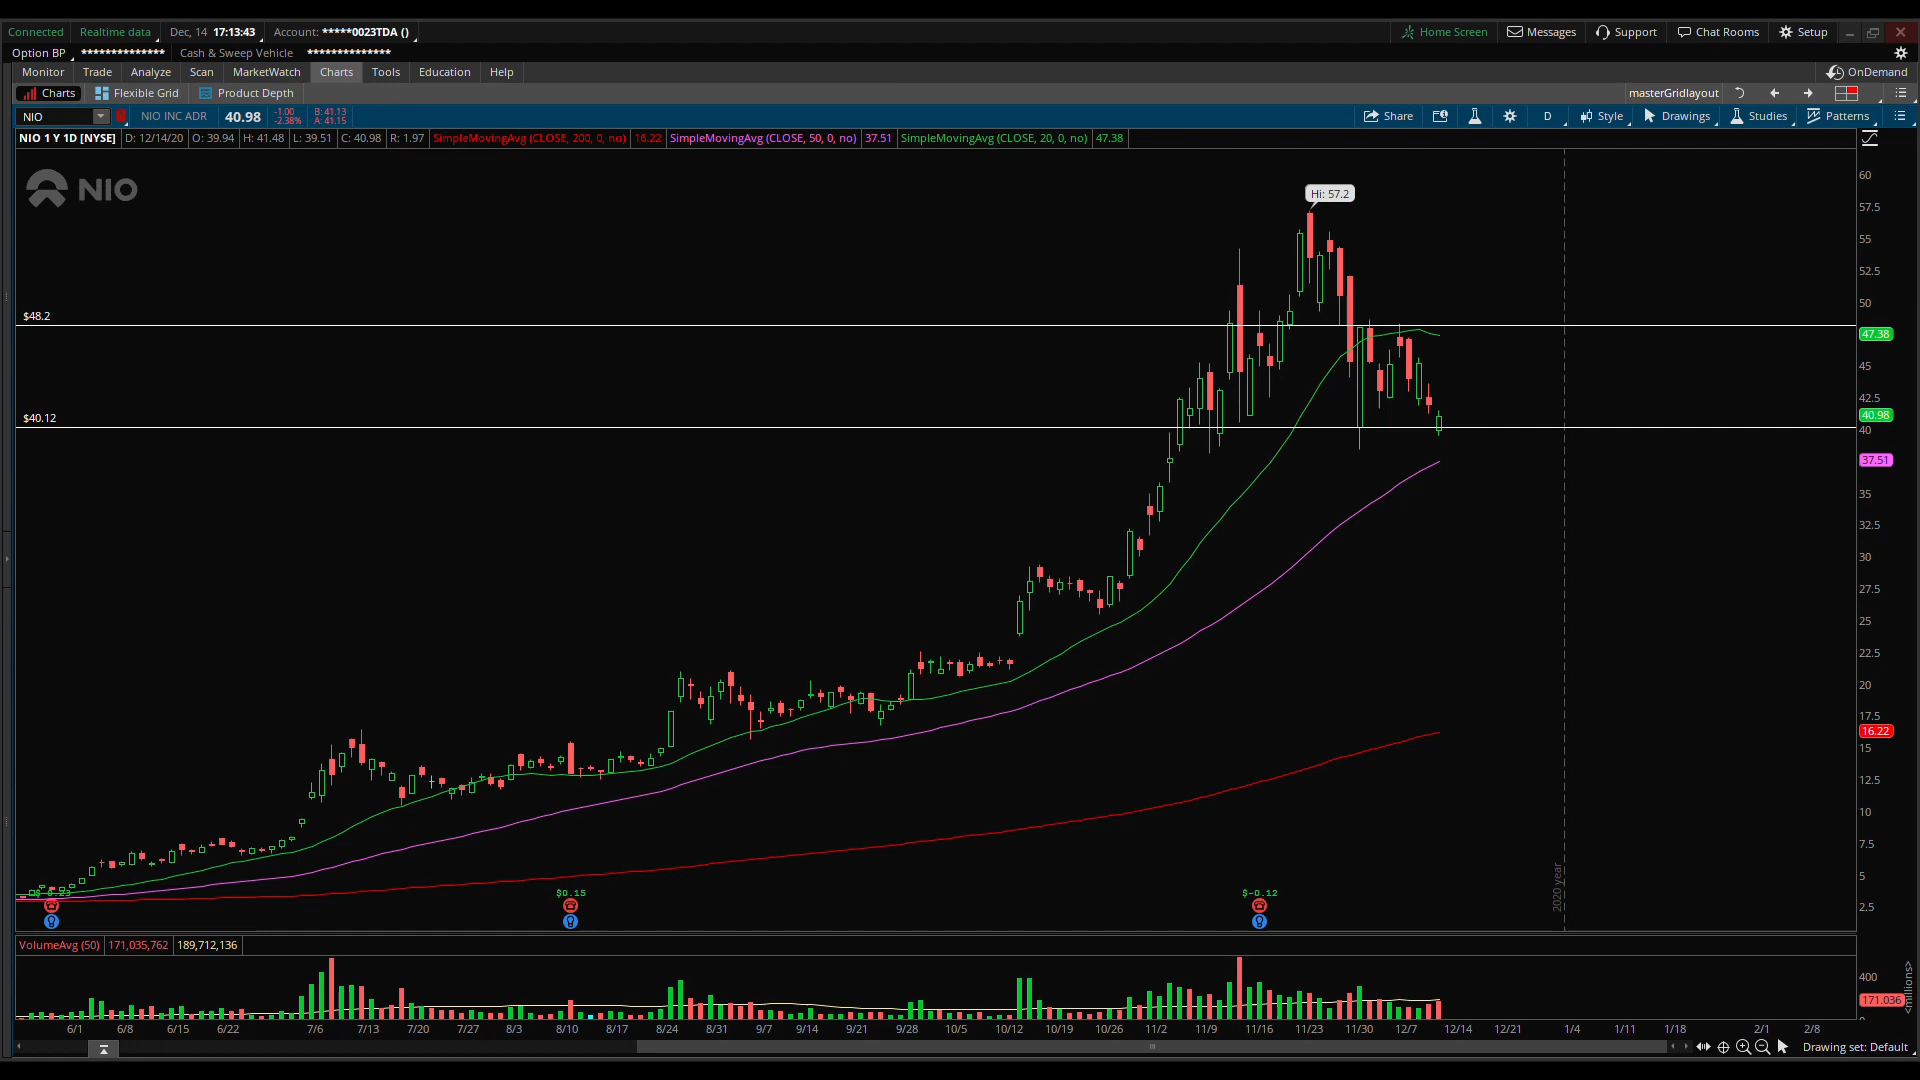 Connected Realtime data Dec, 14 17:13:43 Account: *****0023TDA () Home Screen Messages Support Chat Rooms Setup
Option BP ************** Cash & Sweep Vehicle **************
Monitor Trade Analyze Scan MarketWatch Charts Tools Education Help OnDemand
Charts Flexible Grid Product Depth masterGridlayout
NIO NIO INC ADR 40.98 -1.00 B: 41.13 Share D Style Drawings Studies Patterns
-2.38% A: 41.15
NIO 1 Y 1D [NYSE] D: 12/14/20 O: 39.94 H: 41.48 L: 39.51 C: 40.98 R: 1.97 SimpleMovingAvg (CLOSE, 200, 0, no) 16.22 SimpleMovingAvg (CLOSE, 50, 0, no) 37.51 SimpleMovingAvg (CLOSE, 20, 0, no) 47.38
60
NIO
Hi: 57.2
57.5
55
52.5
50
$48.2
47.38
45
42.5
40.98
$40.12
40
37.51
35
32.5
30
27.5
25
22.5
20
17.5
16.22
15
12.5
10
7.5
5
2.5
$0.15 $-0.12
2020 year
VolumeAvg (50) 171,035,762 189,712,136
400
171.036
<millions>
6/1 6/8 6/15 6/22 7/6 7/13 7/20 7/27 8/3 8/10 8/17 8/24 8/31 9/7 9/14 9/21 9/28 10/5 10/12 10/19 10/26 11/2 11/9 11/16 11/23 11/30 12/7 12/14 12/21 1/4 1/11 1/18 2/1 2/8
Drawing set: Default